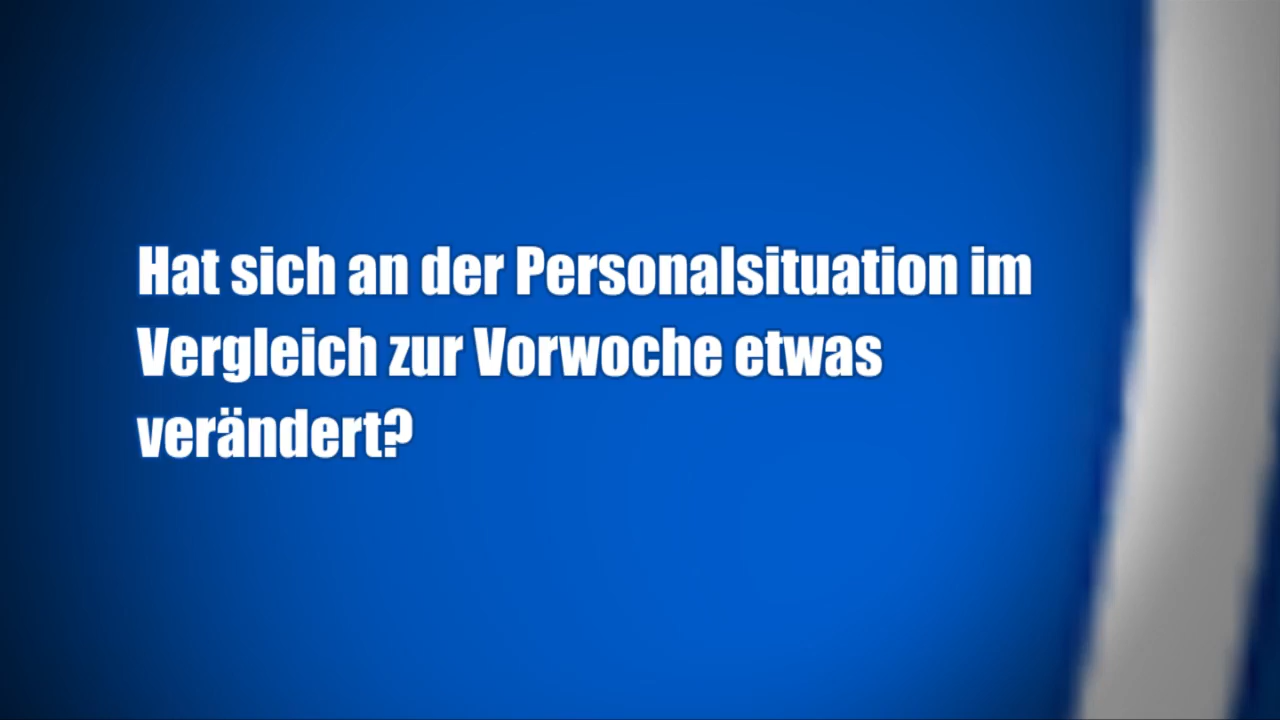 Hat sich an der Personalsituation im
Vergleich zur Vorwoche etwas
verändert?